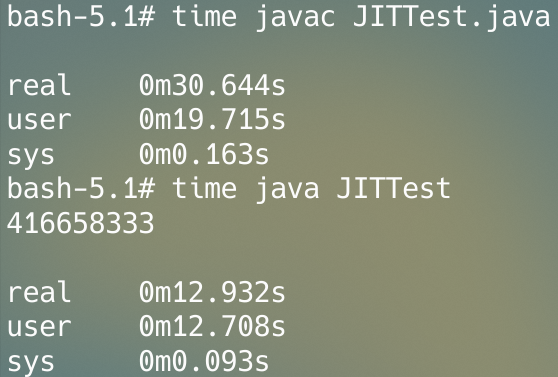 bash-5.1# time javac JITTest.java
real    0m30.644s
user    0m19.715s
sys     0m0.163s
bash-5.1# time java JITTest
416658333
real    0m12.932s
user    0m12.708s
sys     0m0.093s